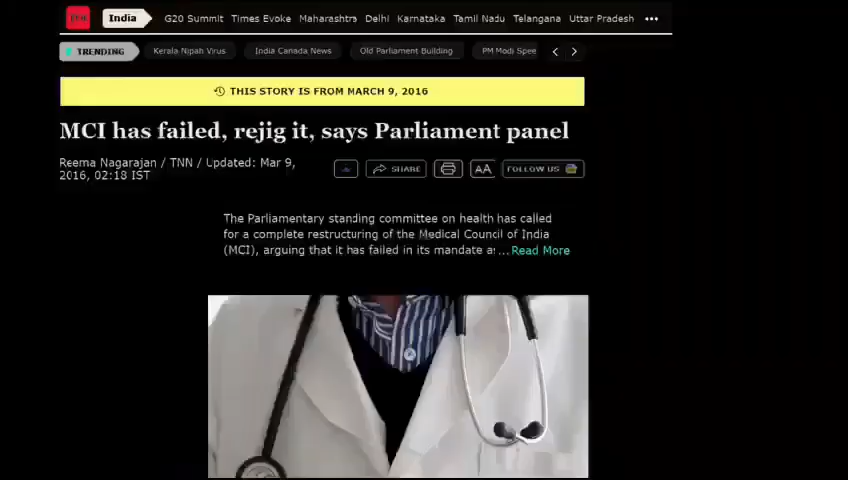 India
G20 Summit Times Evoke Maharashtra Delhi Karnataka Tamil Nadu Telangana Uttar Pradesh •••
# TRENDING Kerala Nipah Virus India Canada News Old Parliament Building PM Modi Spee
THIS STORY IS FROM MARCH 9, 2016
MCI has failed, rejig it, says Parliament panel
Reema Nagarajan / TNN / Updated: Mar 9,
2016, 02:18 IST
SHARE AA FOLLOW US
The Parliamentary standing committee on health has called
for a complete restructuring of the Medical Council of India
(MCI), arguing that it has failed in its mandate as ... Read More